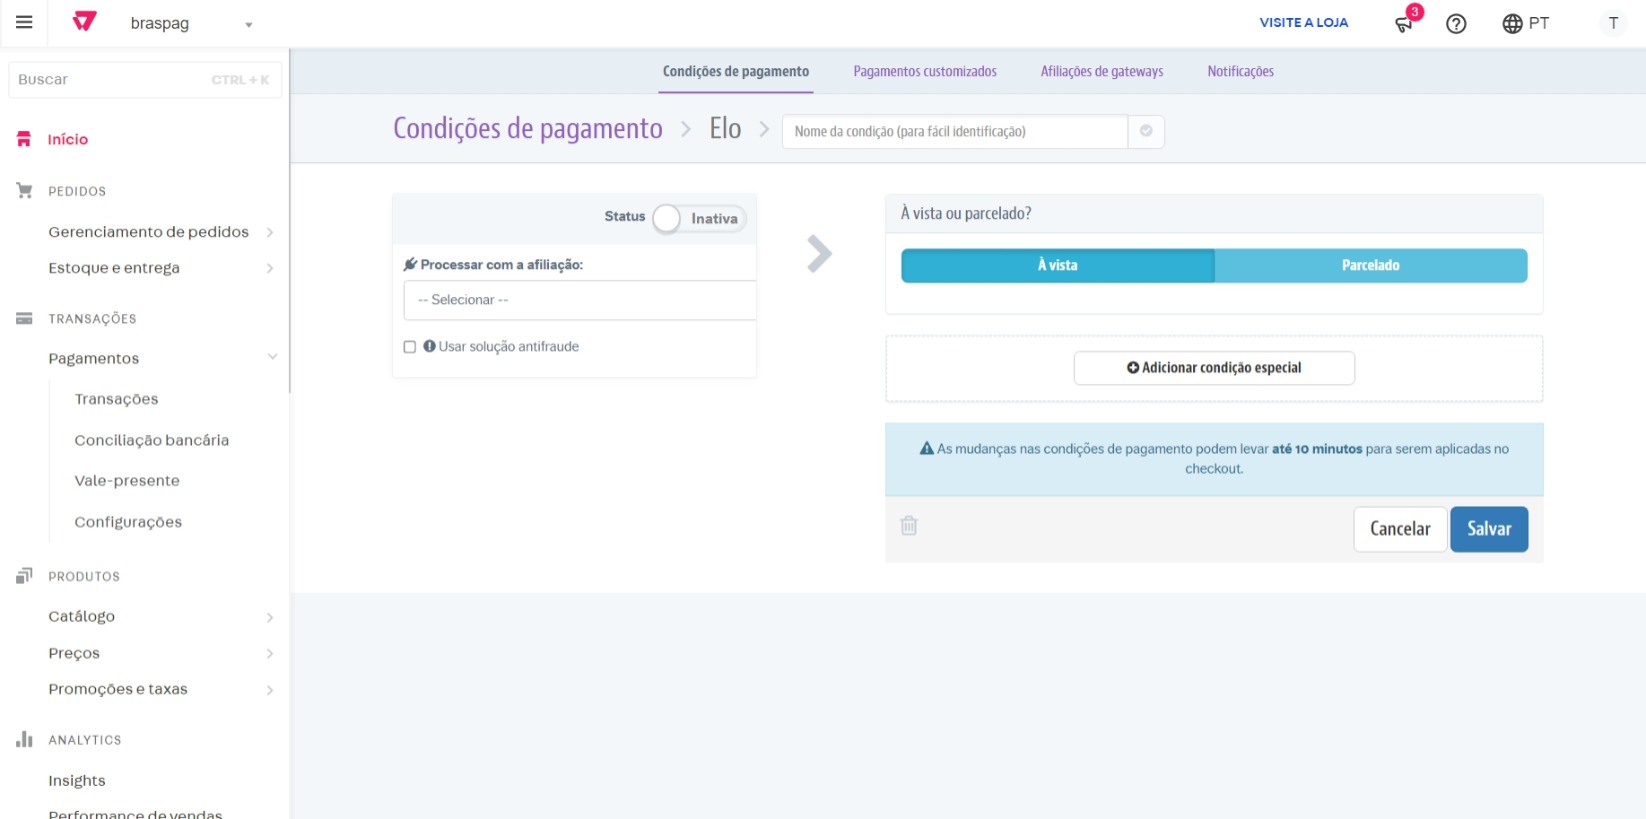 braspag
VISITE A LOJA
3
PT
T
Buscar
CTRL + K
Início
PEDIDOS
Gerenciamento de pedidos
Estoque e entrega
TRANSAÇÕES
Pagamentos
Transações
Conciliação bancária
Vale-presente
Configurações
PRODUTOS
Catálogo
Preços
Promoções e taxas
ANALYTICS
Insights
Performance de vendas
Condições de pagamento
Pagamentos customizados
Afiliações de gateways
Notificações
Condições de pagamento
Elo
Nome da condição (para fácil identificação)
Status
Inativa
Processar com a afiliação:
-- Selecionar --
Usar solução antifraude
À vista ou parcelado?
À vista
Parcelado
Adicionar condição especial
As mudanças nas condições de pagamento podem levar até 10 minutos para serem aplicadas no
checkout.
Cancelar
Salvar